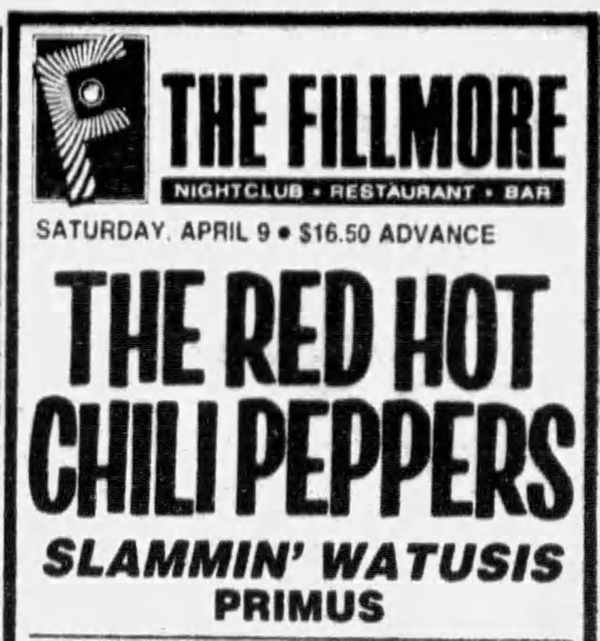 THE FILLMORE
NIGHTCLUB • RESTAURANT • BAR
SATURDAY, APRIL 9 • $16.50 ADVANCE
THE RED HOT
CHILI PEPPERS
SLAMMIN' WATUSIS
PRIMUS